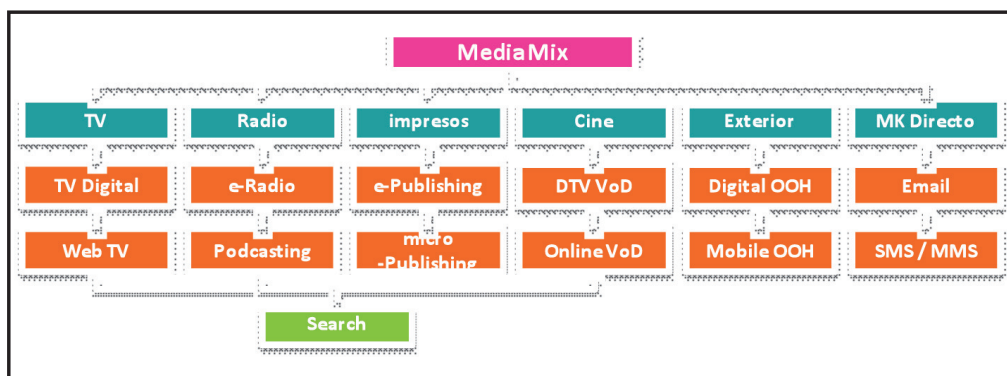 MediaMix
TV Radio impresos Cine Exterior MK Directo
TV Digital e-Radio e-Publishing DTV VoD Digital OOH Email
Web TV Podcasting micro -Publishing Online VoD Mobile OOH SMS / MMS
Search